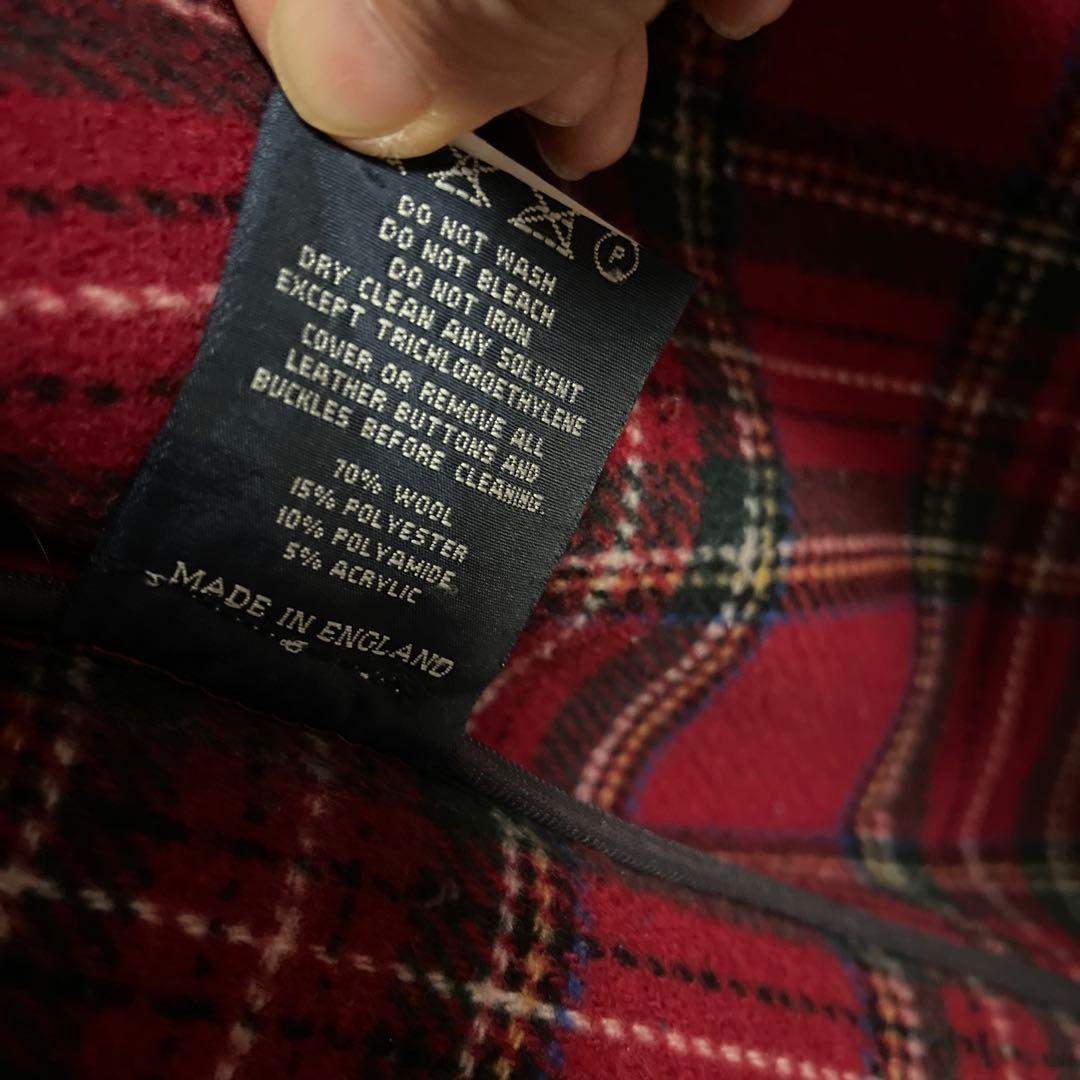 P
DO NOT WASH
DO NOT BLEACH
DO NOT IRON
DRY CLEAN ANY SOLVENT
EXCEPT TRICHLOROETHYLENE
COVER OR REMOVE ALL
LEATHER BUTTONS AND
BUCKLES BEFORE CLEANING.
70% WOOL
15% POLYESTER
10% POLYAMIDE
5% ACRYLIC
MADE IN ENGLAND